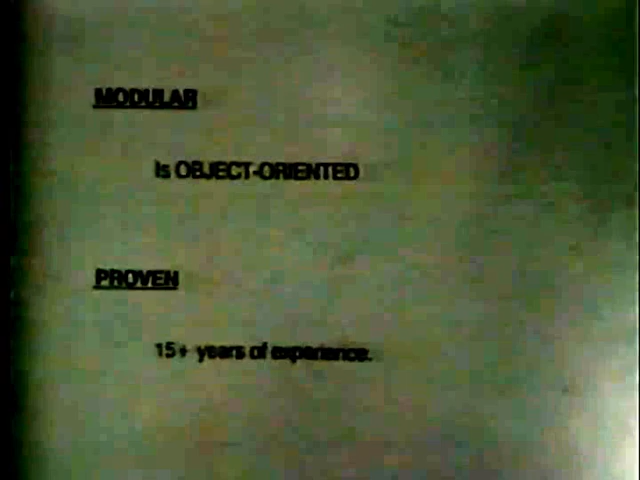 MODULAR
Is OBJECT-ORIENTED
PROVEN
15+ years of experience.